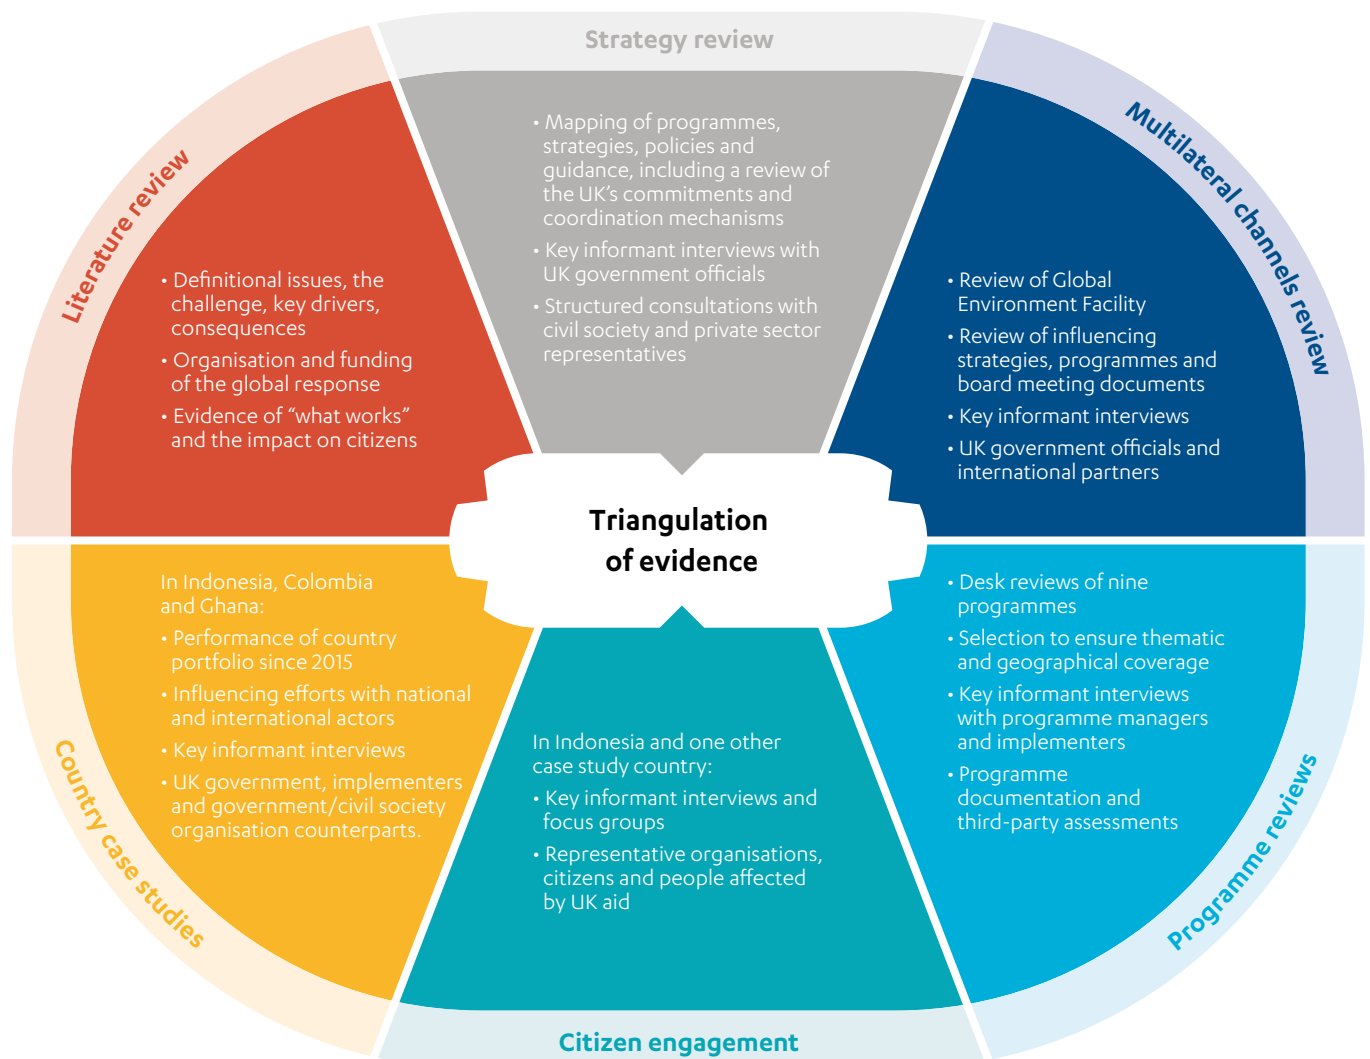 Strategy review
• Mapping of programmes,
strategies, policies and
guidance, including a review of
the UK's commitments and
coordination mechanisms
• Key informant interviews with
UK government officials
• Structured consultations with
civil society and private sector
representatives
Literature review
• Definitional issues, the
challenge, key drivers,
consequences
• Organisation and funding
of the global response
• Evidence of “what works”
and the impact on citizens
Multilateral channels review
• Review of Global
Environment Facility
• Review of influencing
strategies, programmes and
board meeting documents
• Key informant interviews
• UK government officials and
international partners
Triangulation
of evidence
Country case studies
In Indonesia, Colombia
and Ghana:
• Performance of country
portfolio since 2015
• Influencing efforts with national
and international actors
• Key informant interviews
• UK government, implementers
and government/civil society
organisation counterparts.
In Indonesia and one other
case study country:
• Key informant interviews and
focus groups
• Representative organisations,
citizens and people affected
by UK aid
Citizen engagement
• Desk reviews of nine
programmes
• Selection to ensure thematic
and geographical coverage
• Key informant interviews
with programme managers
and implementers
• Programme
documentation and
third-party assessments
Programme reviews